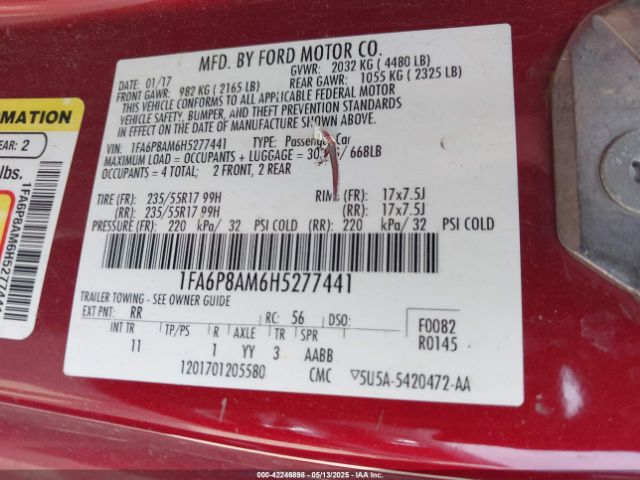 MFD. BY FORD MOTOR CO.
DATE: 01/17 GVWR: 2032 KG ( 4480 LB)
FRONT GAWR: 982 KG ( 2165 LB) REAR GAWR: 1055 KG ( 2325 LB)
THIS VEHICLE CONFORMS TO ALL APPLICABLE FEDERAL MOTOR
VEHICLE SAFETY, BUMPER, AND THEFT PREVENTION STANDARDS
IN EFFECT ON THE DATE OF MANUFACTURE SHOWN ABOVE.
VIN: 1FA6P8AM6H5277441 TYPE: Passenger Car
MAXIMUM LOAD = OCCUPANTS + LUGGAGE = / 668LB
OCCUPANTS = 4 TOTAL; 2 FRONT, 2 REAR
TIRE (FR): 235/55R17 99H RIM (FR): 17x7.5J
(RR): 235/55R17 99H (RR): 17x7.5J
PRESSURE (FR): 220 kPa/ 32 PSI COLD (RR): 220 kPa/ 32 PSI COLD
1FA6P8AM6H5277441
TRAILER TOWING - SEE OWNER GUIDE
EXT PNT: RR RC: 56 DSO: F0082
INT TR TP/PS R AXLE TR SPR R0145
11 1 YY 3 AABB
1201701205580 CMC 5U5A-5420472-AA
MATION
EAR: 2
lbs.
1FA6P8AM6H5277441
000-42246898 - 05/13/2025 - IAAI.COM